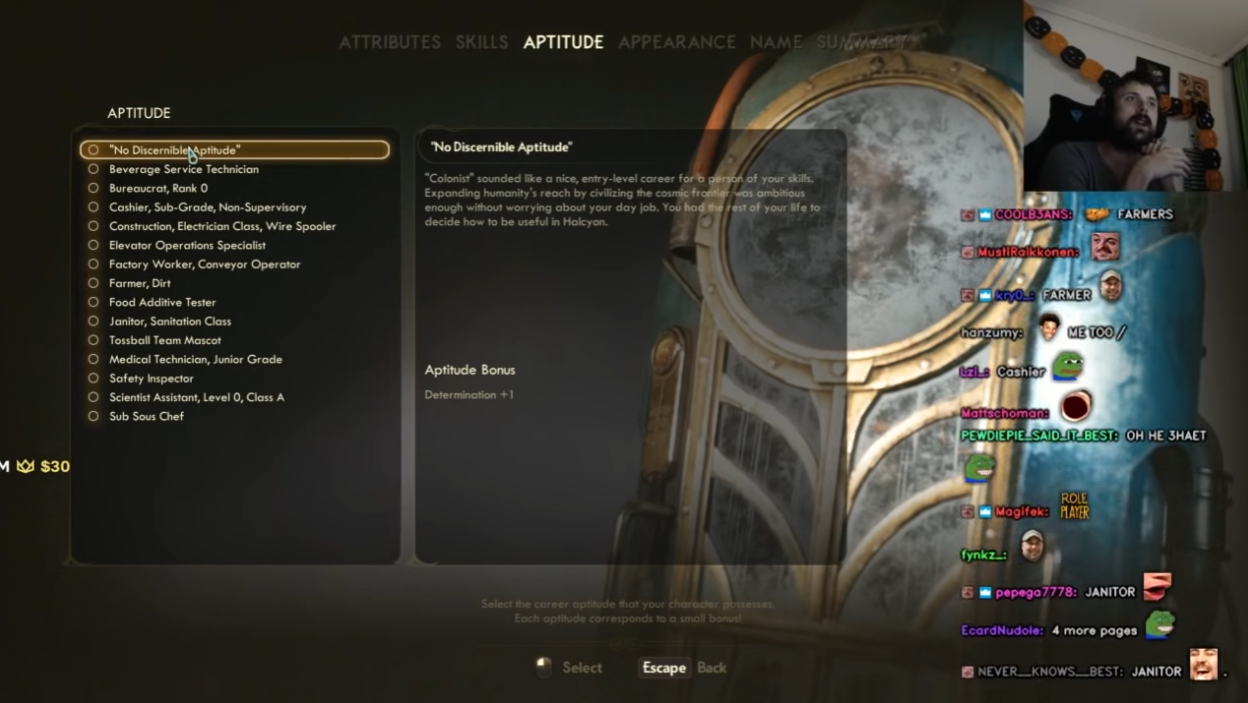 ATTRIBUTES SKILLS APTITUDE APPEARANCE NAME SUMMARY
APTITUDE
"No Discernible Aptitude"
Beverage Service Technician
Bureaucrat, Rank 0
Cashier, Sub-Grade, Non-Supervisory
Construction, Electrician Class, Wire Spooler
Elevator Operations Specialist
Factory Worker, Conveyor Operator
Farmer, Dirt
Food Additive Tester
Janitor, Sanitation Class
Tossball Team Mascot
Medical Technician, Junior Grade
Safety Inspector
Scientist Assistant, Level 0, Class A
Sub Sous Chef
M $30
"No Discernible Aptitude"
"Colonist" sounded like a nice, entry-level career for a person of your skills.
Expanding humanity's reach by civilizing the cosmic frontier was ambitious
enough without worrying about your day job. You had the rest of your life to
decide how to be useful in Halcyon.
Aptitude Bonus
Determination +1
Select the career aptitude that your character possesses.
Each aptitude corresponds to a small bonus!
Select Escape Back
COOLB3ANS: FARMERS
MustiRaikkonen:
kry0_: FARMER
hanzumy: ME TOO /
Lzl_: Cashier
Mattschoman:
PEWDIEPIE_SAID_IT_BEST: OH HE 3HAET
Magifek: ROLE
PLAYER
fynkz_:
pepega7778: JANITOR
EcardNudole: 4 more pages
NEVER__KNOWS__BEST: JANITOR .